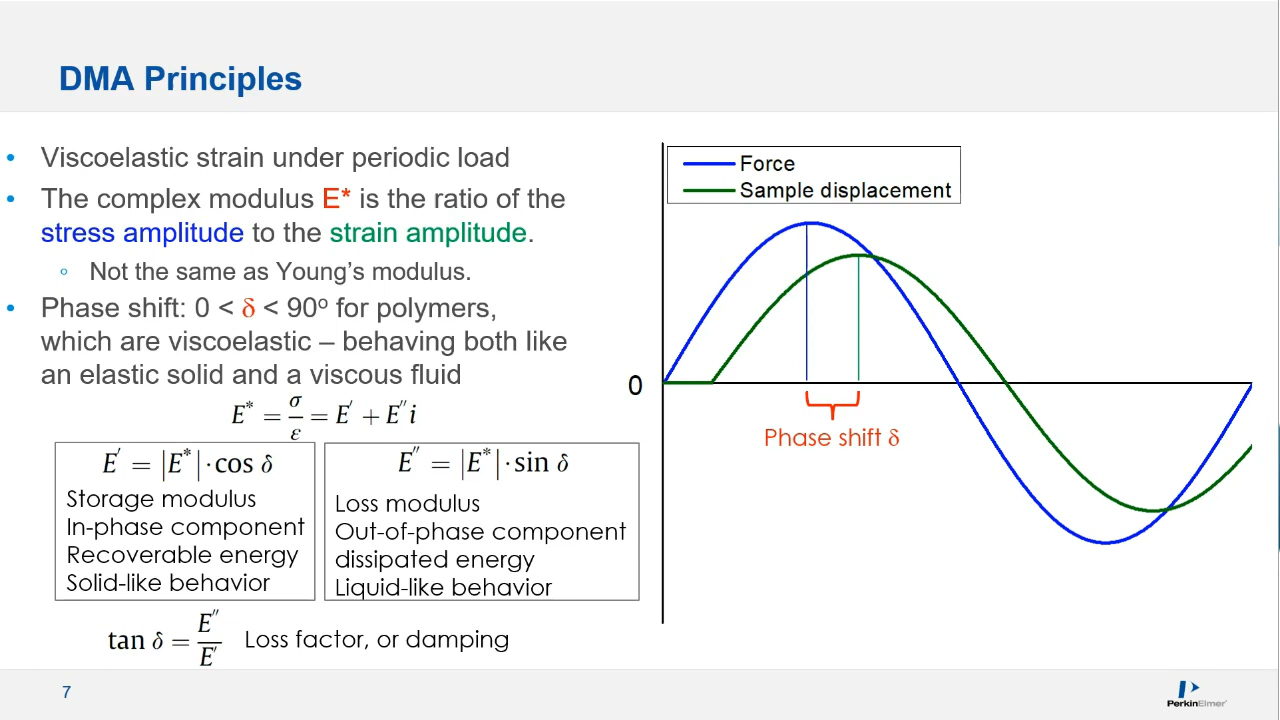 DMA Principles
• Viscoelastic strain under periodic load
• The complex modulus E* is the ratio of the
stress amplitude to the strain amplitude.
◦ Not the same as Young’s modulus.
• Phase shift: 0 < δ < 90º for polymers,
which are viscoelastic – behaving both like
an elastic solid and a viscous fluid
E* = σ/ε = E′ + E″i
E′ = |E*|·cos δ
Storage modulus
In-phase component
Recoverable energy
Solid-like behavior
E″ = |E*|·sin δ
Loss modulus
Out-of-phase component
dissipated energy
Liquid-like behavior
tan δ = E″/E′ Loss factor, or damping
Force
Sample displacement
0
Phase shift δ
7
PerkinElmer